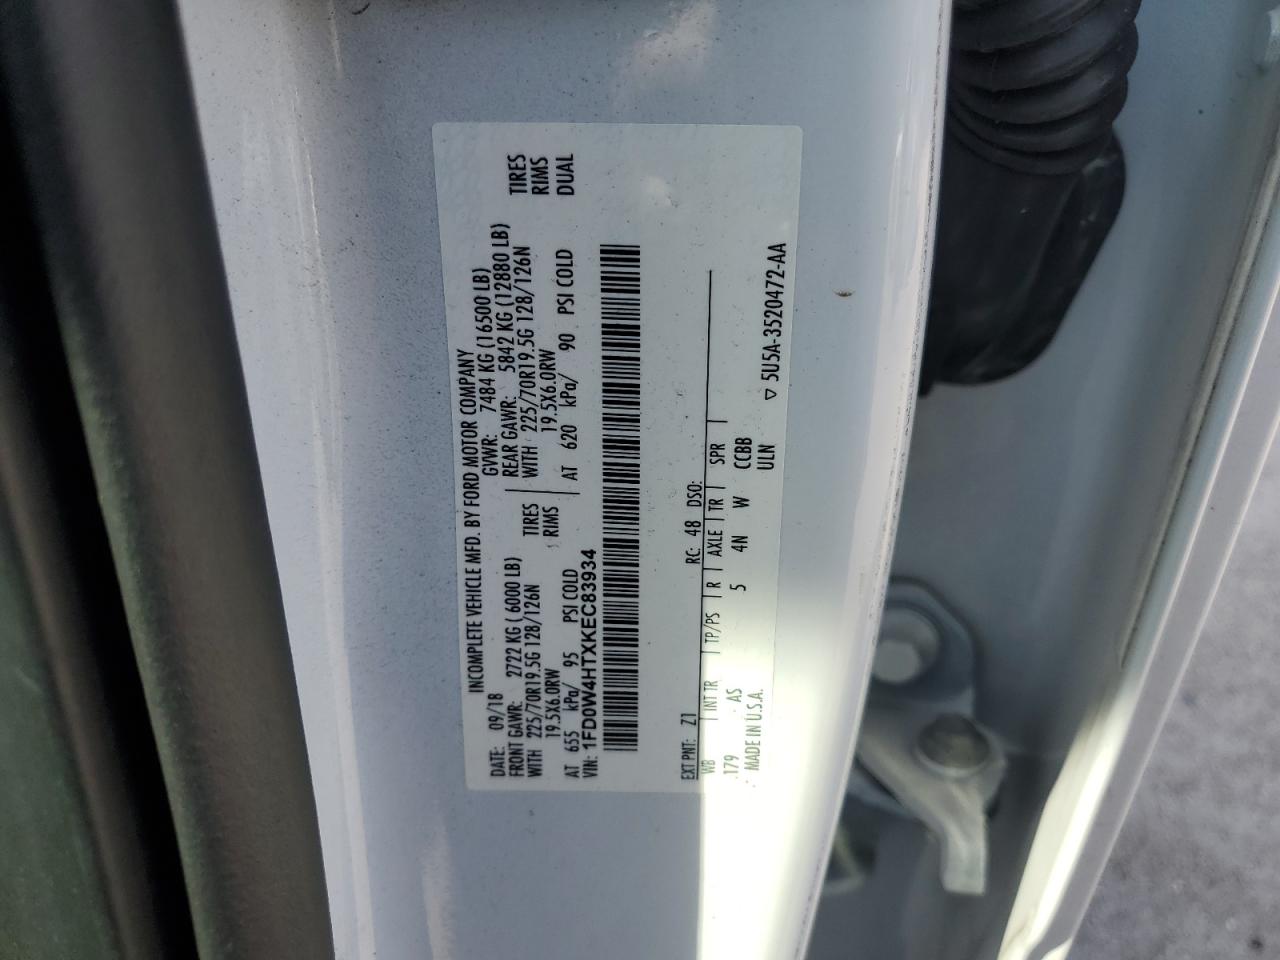 INCOMPLETE VEHICLE MFD. BY FORD MOTOR COMPANY
DATE: 09/18 GVWR: 7484 KG (16500 LB)
FRONT GAWR: 2722 KG (6000 LB) REAR GAWR: 5842 KG (12880 LB)
WITH 225/70R19.5G 128/126N TIRES WITH 225/70R19.5G 128/126N TIRES
19.5X6.0RW RIMS 19.5X6.0RW RIMS
AT 655 kPa/ 95 PSI COLD AT 620 kPa/ 90 PSI COLD DUAL
VIN: 1FD0W4HTXKEC83934
EXT PNT: Z1 RC: 48 DSO:
WB INT TR TP/PS R AXLE TR SPR
179 AS 5 4N W CCBB
MADE IN U.S.A. ULN
▽ 5U5A-3520472-AA